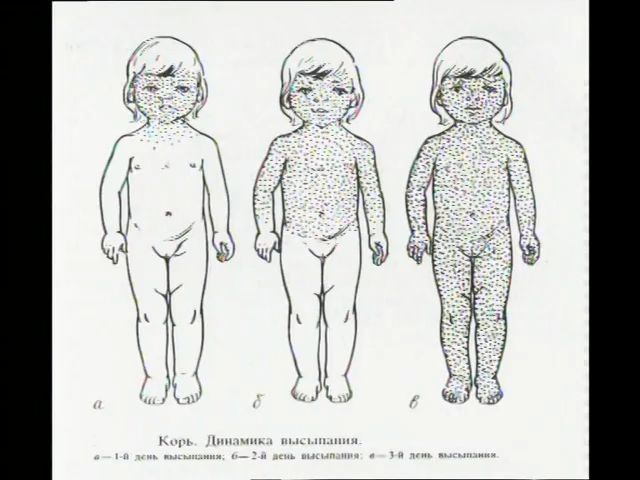 а б в
Корь. Динамика высыпания.
а—1-й день высыпания; б—2-й день высыпания; в—3-й день высыпания.